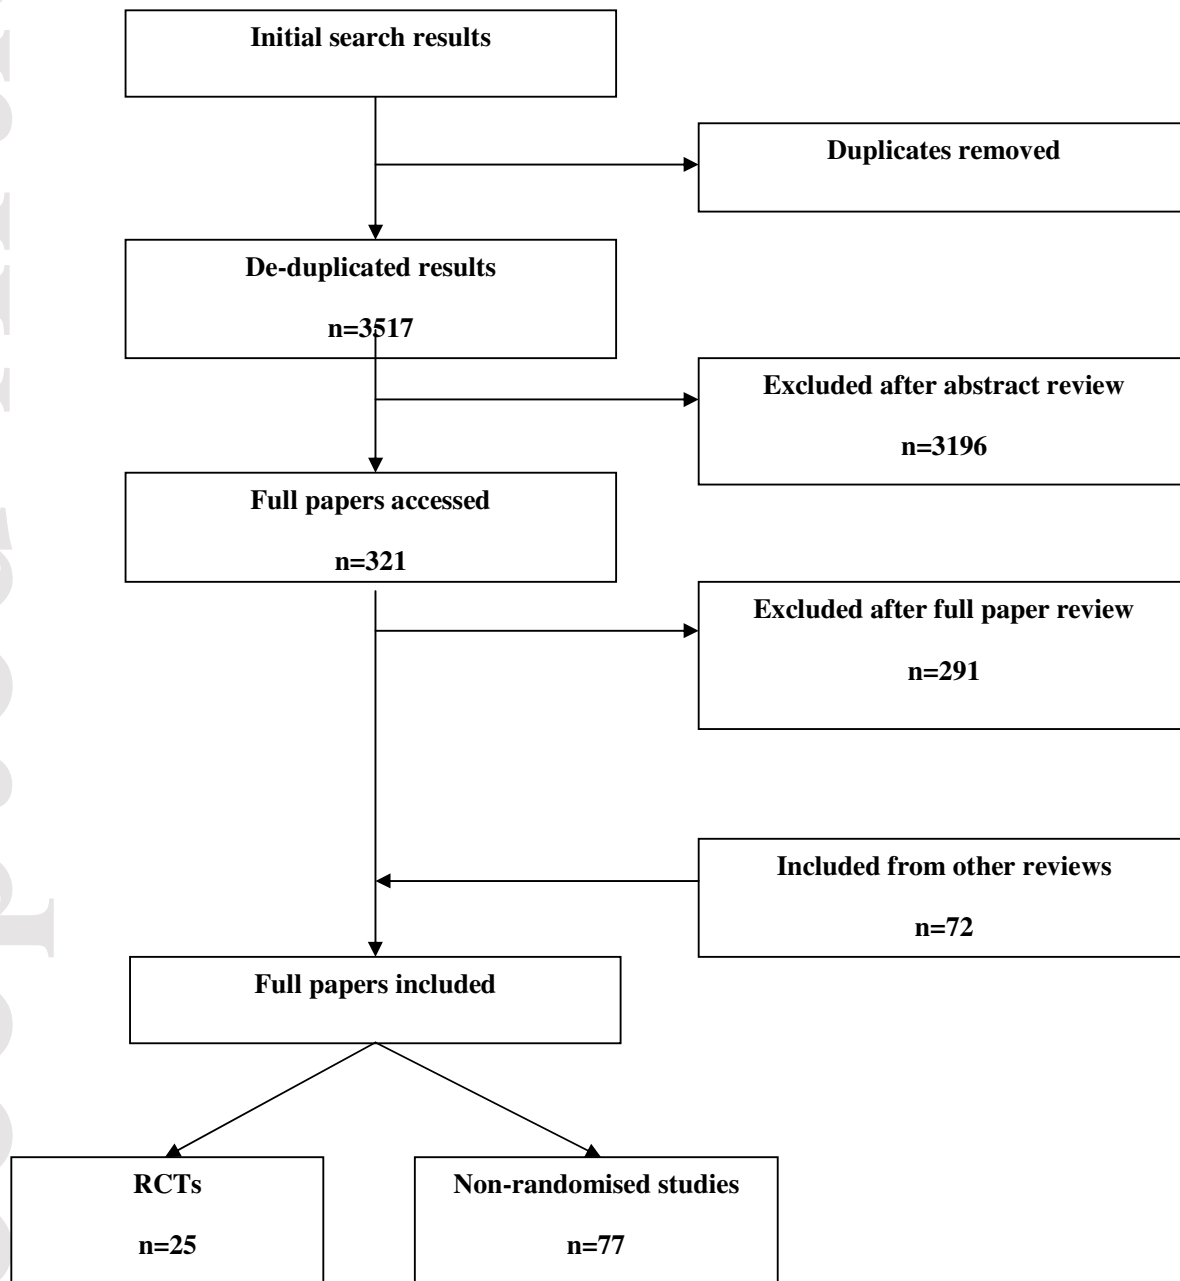 Initial search results
Duplicates removed
De-duplicated results
n=3517
Excluded after abstract review
n=3196
Full papers accessed
n=321
Excluded after full paper review
n=291
Included from other reviews
n=72
Full papers included
RCTs
n=25
Non-randomised studies
n=77